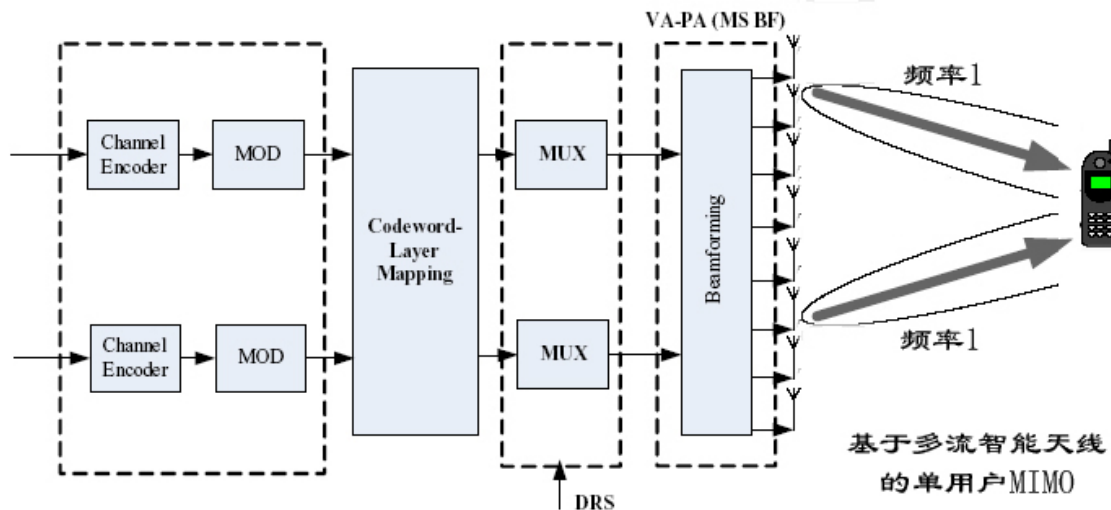 VA-PA (MS BF)
频率1
Channel
Encoder
MOD
MUX
Codeword-
Layer
Mapping
Beamforming
Channel
Encoder
MOD
MUX
频率1
基于多流智能天线
的单用户MIMO
DRS